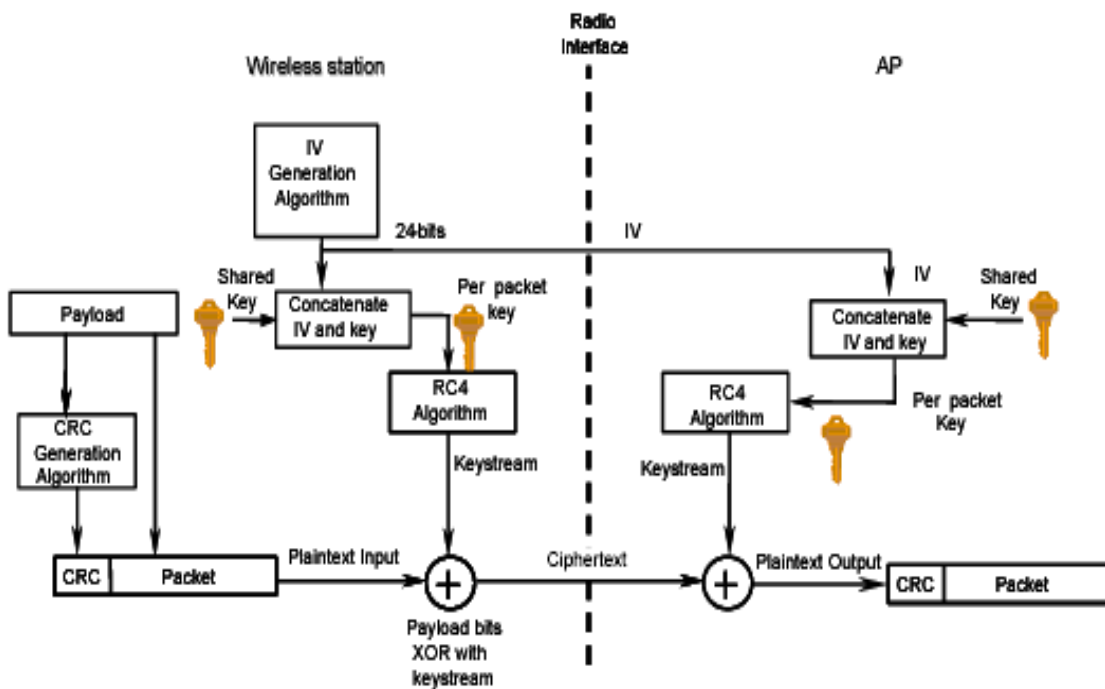 Radio
Interface
Wireless station
AP
IV
Generation
Algorithm
24-bits
IV
Shared
Key
Per packet
key
IV
Shared
Key
Payload
Concatenate
IV and key
Concatenate
IV and key
RC4
Algorithm
RC4
Algorithm
Per packet
Key
CRC
Generation
Algorithm
Keystream
Keystream
CRC
Packet
Plaintext Input
+
Ciphertext
+
Plaintext Output
CRC
Packet
Payload bits
XOR with
keystream